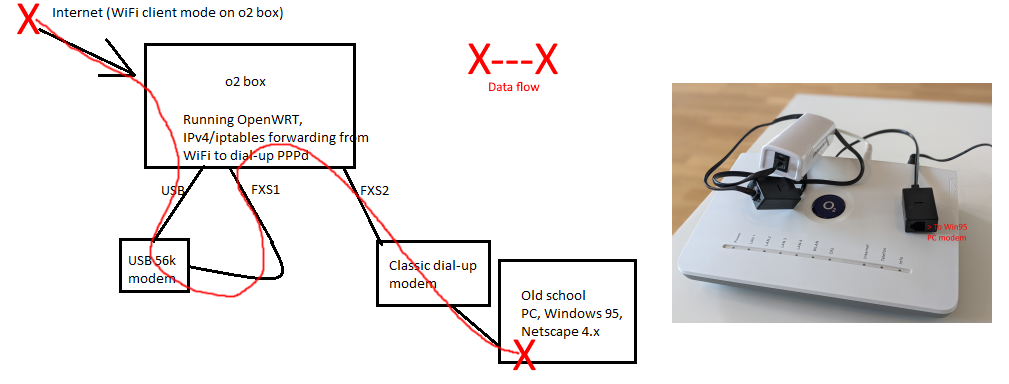 Internet (WiFi client mode on o2 box)
o2 box
Running OpenWRT,
IPv4/iptables forwarding from
WiFi to dial-up PPPd
X---X
Data flow
USB
FXS1
FXS2
USB 56k
modem
Classic dial-up
modem
Old school
PC, Windows 95,
Netscape 4.x
O2
Power
To Win95
PC modem